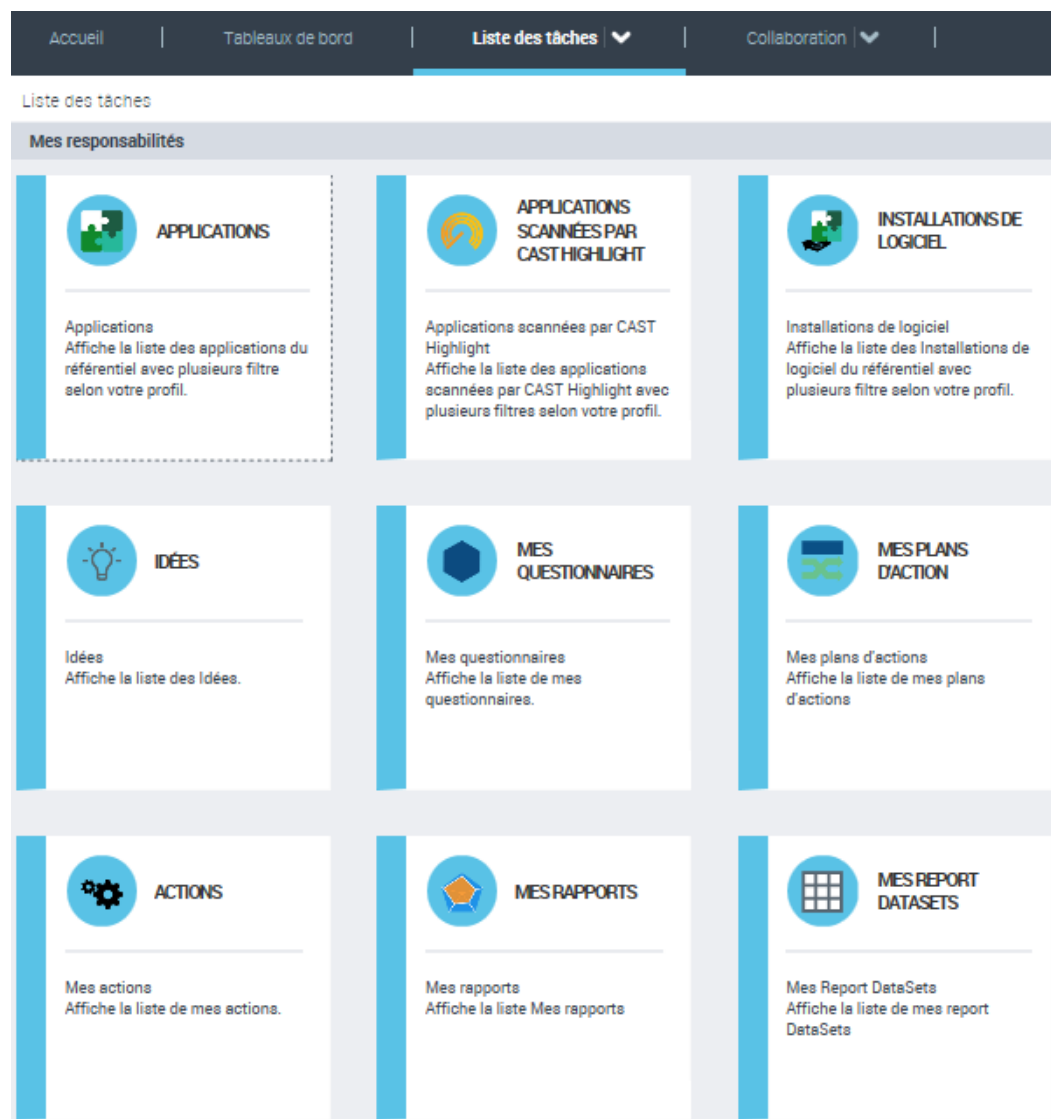 Accueil | Tableaux de bord | Liste des tâches | Collaboration |
Liste des tâches
Mes responsabilités
APPLICATIONS
Applications
Affiche la liste des applications du
référentiel avec plusieurs filtre
selon votre profil.
APPLICATIONS
SCANNÉES PAR
CAST HIGHLIGHT
Applications scannées par CAST
Highlight
Affiche la liste des applications
scannées par CAST Highlight avec
plusieurs filtres selon votre profil.
INSTALLATIONS DE
LOGICIEL
Installations de logiciel
Affiche la liste des Installations de
logiciel du référentiel avec
plusieurs filtre selon votre profil.
IDÉES
Idées
Affiche la liste des Idées.
MES
QUESTIONNAIRES
Mes questionnaires
Affiche la liste de mes
questionnaires.
MES PLANS
D'ACTION
Mes plans d'actions
Affiche la liste de mes plans
d'actions
ACTIONS
Mes actions
Affiche la liste de mes actions.
MES RAPPORTS
Mes rapports
Affiche la liste Mes rapports
MES REPORT
DATASETS
Mes Report DataSets
Affiche la liste de mes report
DataSets